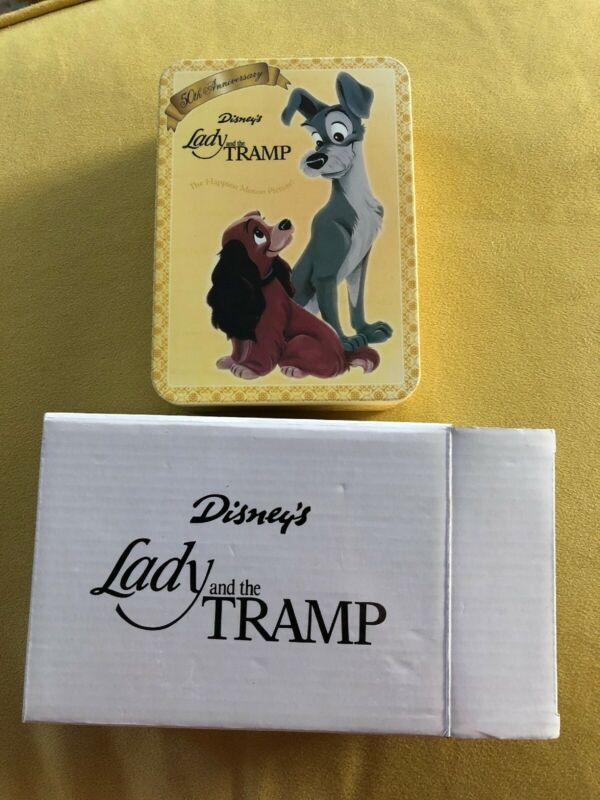 50th Anniversary
Disney's
Lady and the
TRAMP
The Happiest Motion Picture!
Disney's
Lady and the
TRAMP